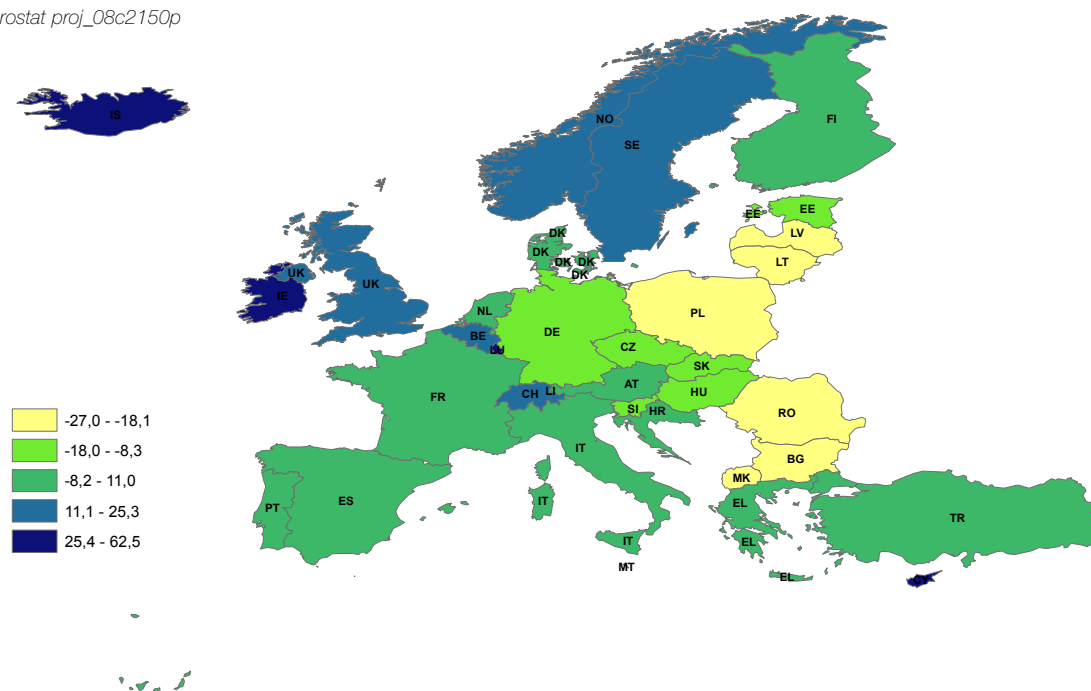 rostat proj_08c2150p
IS
NO
SE
FI
EE
EE
LV
LT
DK
DK
DK
DK
DK
UK
UK
IE
NL
BE
LU
DE
PL
CZ
SK
AT
HU
FR
CH
LI
SI
HR
RO
IT
BG
MK
PT
ES
IT
IT
MT
EL
EL
EL
TR
CY
-27,0 - -18,1
-18,0 - -8,3
-8,2 - 11,0
11,1 - 25,3
25,4 - 62,5